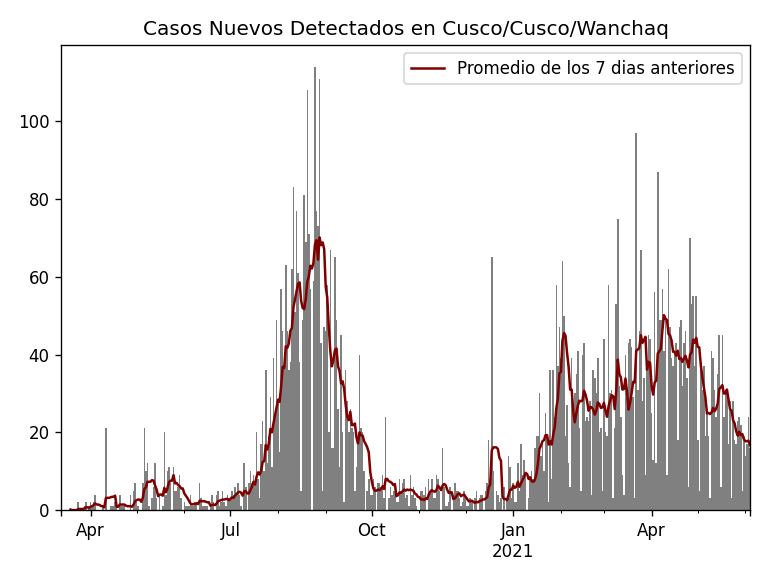 Casos Nuevos Detectados en Cusco/Cusco/Wanchaq
Promedio de los 7 dias anteriores
100
80
60
40
20
0
Apr Jul Oct Jan Apr
2021